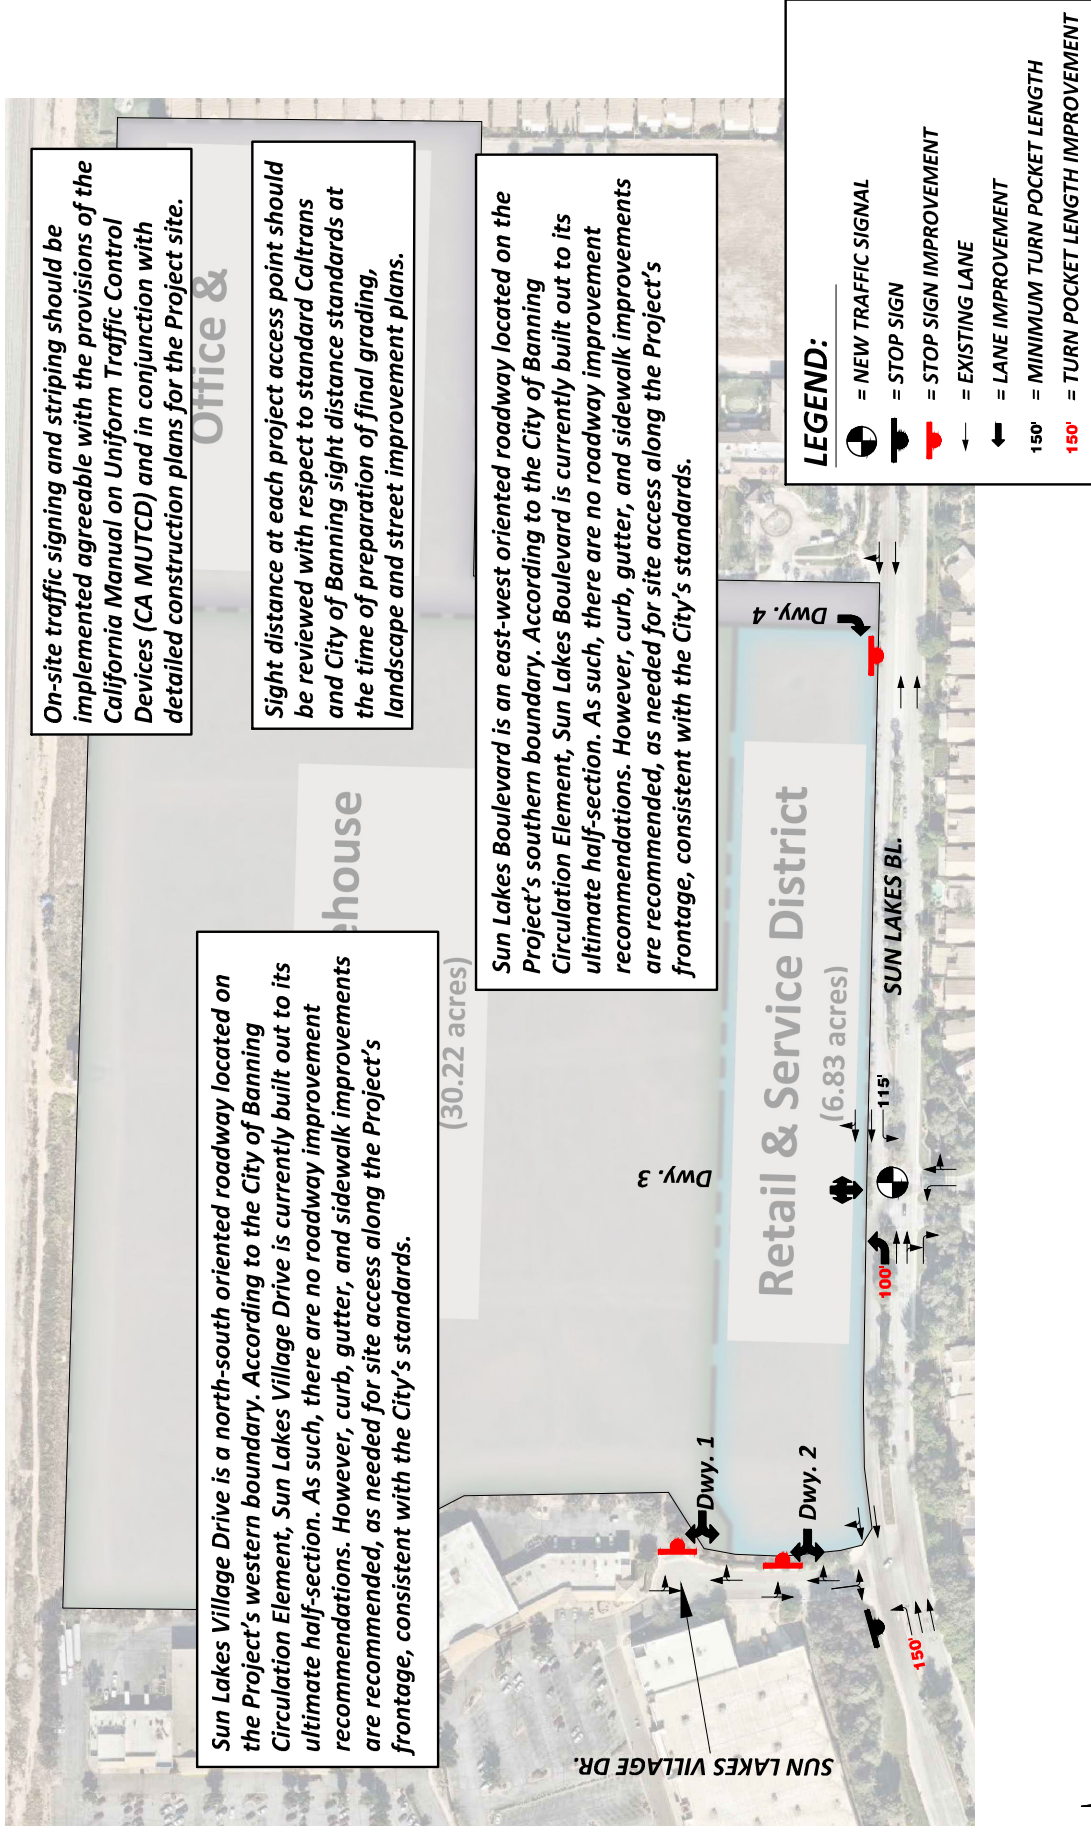 On-site traffic signing and striping should be
implemented agreeable with the provisions of the
California Manual on Uniform Traffic Control
Devices (CA MUTCD) and in conjunction with
detailed construction plans for the Project site.
Office &
Sight distance at each project access point should
be reviewed with respect to standard Caltrans
and City of Banning sight distance standards at
the time of preparation of final grading,
landscape and street improvement plans.
Sun Lakes Village Drive is a north-south oriented roadway located on
the Project's western boundary. According to the City of Banning
Circulation Element, Sun Lakes Village Drive is currently built out to its
ultimate half-section. As such, there are no roadway improvement
recommendations. However, curb, gutter, and sidewalk improvements
are recommended, as needed for site access along the Project's
frontage, consistent with the City's standards.
ehouse
(30.22 acres)
Sun Lakes Boulevard is an east-west oriented roadway located on the
Project's southern boundary. According to the City of Banning
Circulation Element, Sun Lakes Boulevard is currently built out to its
ultimate half-section. As such, there are no roadway improvement
recommendations. However, curb, gutter, and sidewalk improvements
are recommended, as needed for site access along the Project's
frontage, consistent with the City's standards.
Dwy. 1
Dwy. 2
Dwy. 3
Dwy. 4
Retail & Service District
(6.83 acres)
SUN LAKES VILLAGE DR.
SUN LAKES BL.
150'
100'
115'
LEGEND:
= NEW TRAFFIC SIGNAL
= STOP SIGN
= STOP SIGN IMPROVEMENT
= EXISTING LANE
= LANE IMPROVEMENT
150' = MINIMUM TURN POCKET LENGTH
150' = TURN POCKET LENGTH IMPROVEMENT